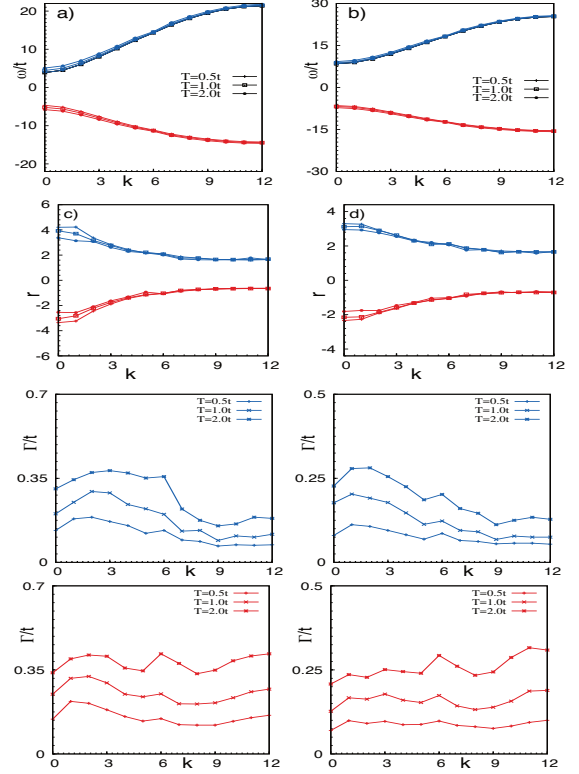 a)
20
10
0
-10
-20
ω/t
T=0.5t
T=1.0t
T=2.0t
0 3 6 9 12
k
b)
30
15
0
-15
-30
ω/t
T=0.5t
T=1.0t
T=2.0t
0 3 6 9 12
k
c)
6
4
2
0
-2
-4
-6
r
0 3 6 9 12
k
d)
4
2
0
-2
-4
r
0 3 6 9 12
k
0.7
0.35
0
Γ/t
T=0.5t
T=1.0t
T=2.0t
0 3 6 9 12
k
0.5
0.25
0
Γ/t
T=0.5t
T=1.0t
T=2.0t
0 3 6 9 12
k
0.7
0.35
0
Γ/t
T=0.5t
T=1.0t
T=2.0t
0 3 6 9 12
k
0.5
0.25
0
Γ/t
T=0.5t
T=1.0t
T=2.0t
0 3 6 9 12
k